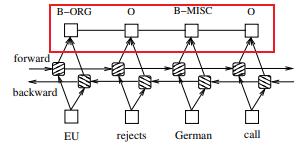 B-ORG O B-MISC O
forward
backward
EU rejects German call